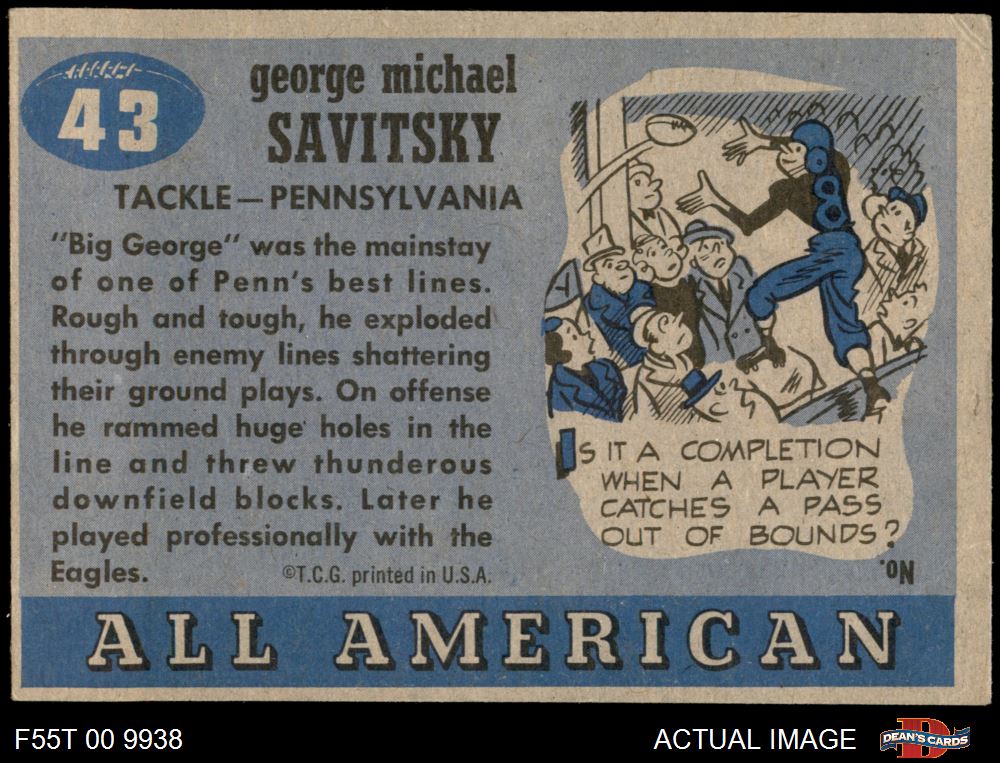 43
george michael
SAVITSKY
TACKLE — PENNSYLVANIA
"Big George" was the mainstay
of one of Penn's best lines.
Rough and tough, he exploded
through enemy lines shattering
their ground plays. On offense
he rammed huge holes in the
line and threw thunderous
downfield blocks. Later he
played professionally with the
Eagles.
©T.C.G. printed in U.S.A.
IS IT A COMPLETION
WHEN A PLAYER
CATCHES A PASS
OUT OF BOUNDS?
No.
ALL AMERICAN
F55T 00 9938
ACTUAL IMAGE
D
DEAN'S CARDS